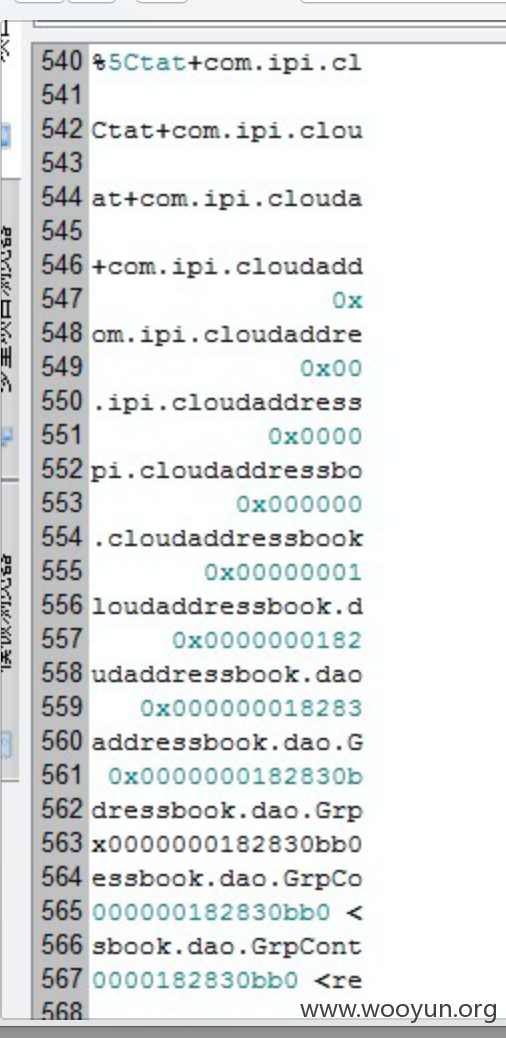 540 %5Ctat+com.ipi.cl
541
542 Ctat+com.ipi.clou
543
544 at+com.ipi.clouda
545
546 +com.ipi.cloudadd
547 0x
548 om.ipi.cloudaddre
549 0x00
550 .ipi.cloudaddress
551 0x0000
552 pi.cloudaddressbo
553 0x000000
554 .cloudaddressbook
555 0x00000001
556 loudaddressbook.d
557 0x0000000182
558 udaddressbook.dao
559 0x000000018283
560 addressbook.dao.G
561 0x0000000182830b
562 dressbook.dao.Grp
563 x0000000182830bb0
564 essbook.dao.GrpCo
565 000000182830bb0 <
566 sbook.dao.GrpCont
567 0000182830bb0 <re
568
www.wooyun.org